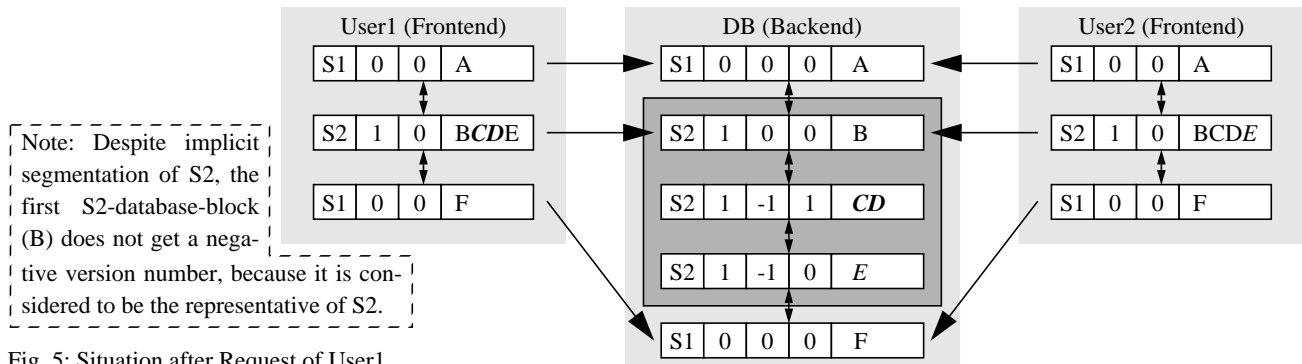 User1 (Frontend)
DB (Backend)
User2 (Frontend)
S1 0 0 A
S1 0 0 0 A
S1 0 0 A
S2 1 0 BCDE
S2 1 0 0 B
S2 1 0 BCDE
S1 0 0 F
S2 1 -1 1 CD
S1 0 0 F
S2 1 -1 0 E
S1 0 0 0 F
Note: Despite implicit
segmentation of S2, the
first S2-database-block
(B) does not get a nega-
tive version number, because it is con-
sidered to be the representative of S2.
Fig. 5: Situation after Request of User1